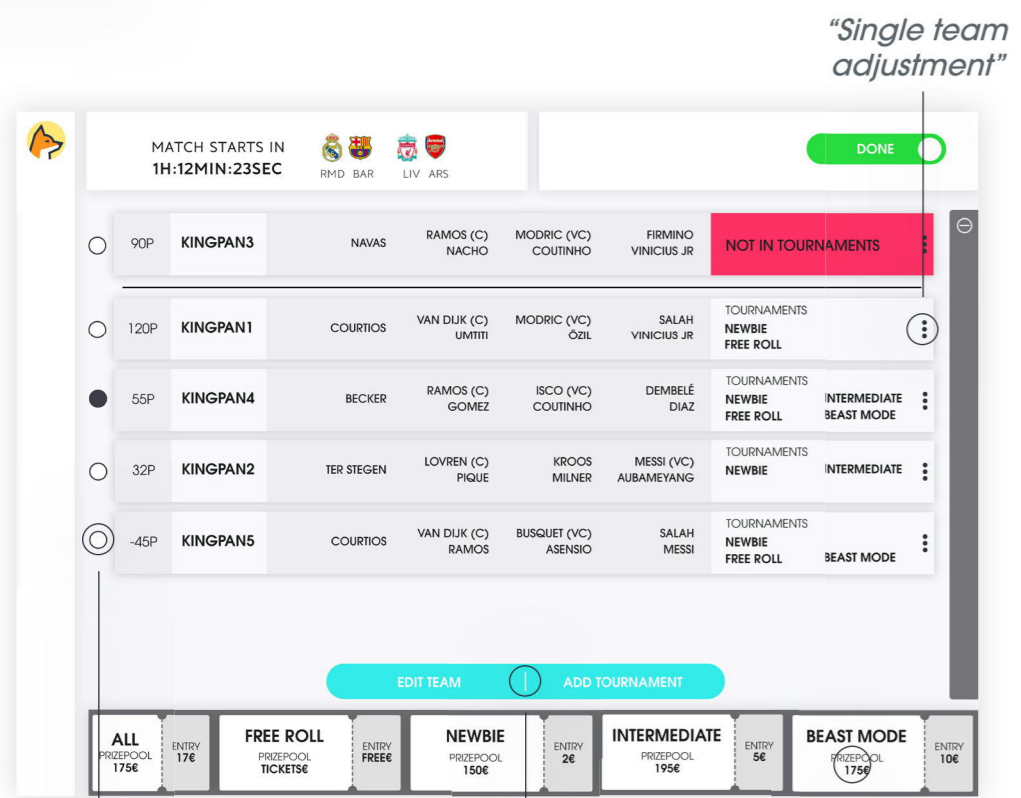 “Single team
adjustment”
MATCH STARTS IN
1H:12MIN:23SEC
RMD BAR LIV ARS
DONE
90P KINGPAN3 NAVAS RAMOS (C) MODRIC (VC) FIRMINO NOT IN TOURNAMENTS
NACHO COUTINHO VINICIUS JR
120P KINGPAN1 COURTIOS VAN DIJK (C) MODRIC (VC) SALAH TOURNAMENTS
UMTITI ÖZIL VINICIUS JR NEWBIE
FREE ROLL
55P KINGPAN4 BECKER RAMOS (C) ISCO (VC) DEMBELÉ TOURNAMENTS
GOMEZ COUTINHO DIAZ NEWBIE INTERMEDIATE
FREE ROLL BEAST MODE
32P KINGPAN2 TER STEGEN LOVREN (C) KROOS MESSI (VC) TOURNAMENTS
PIQUE MILNER AUBAMEYANG NEWBIE INTERMEDIATE
-45P KINGPAN5 COURTIOS VAN DIJK (C) BUSQUET (VC) SALAH TOURNAMENTS
RAMOS ASENSIO MESSI NEWBIE
FREE ROLL BEAST MODE
EDIT TEAM ADD TOURNAMENT
ALL
PRIZEPOOL
175€
ENTRY
17€
FREE ROLL
PRIZEPOOL
TICKETS€
ENTRY
FREE€
NEWBIE
PRIZEPOOL
150€
ENTRY
2€
INTERMEDIATE
PRIZEPOOL
195€
ENTRY
5€
BEAST MODE
PRIZEPOOL
175€
ENTRY
10€